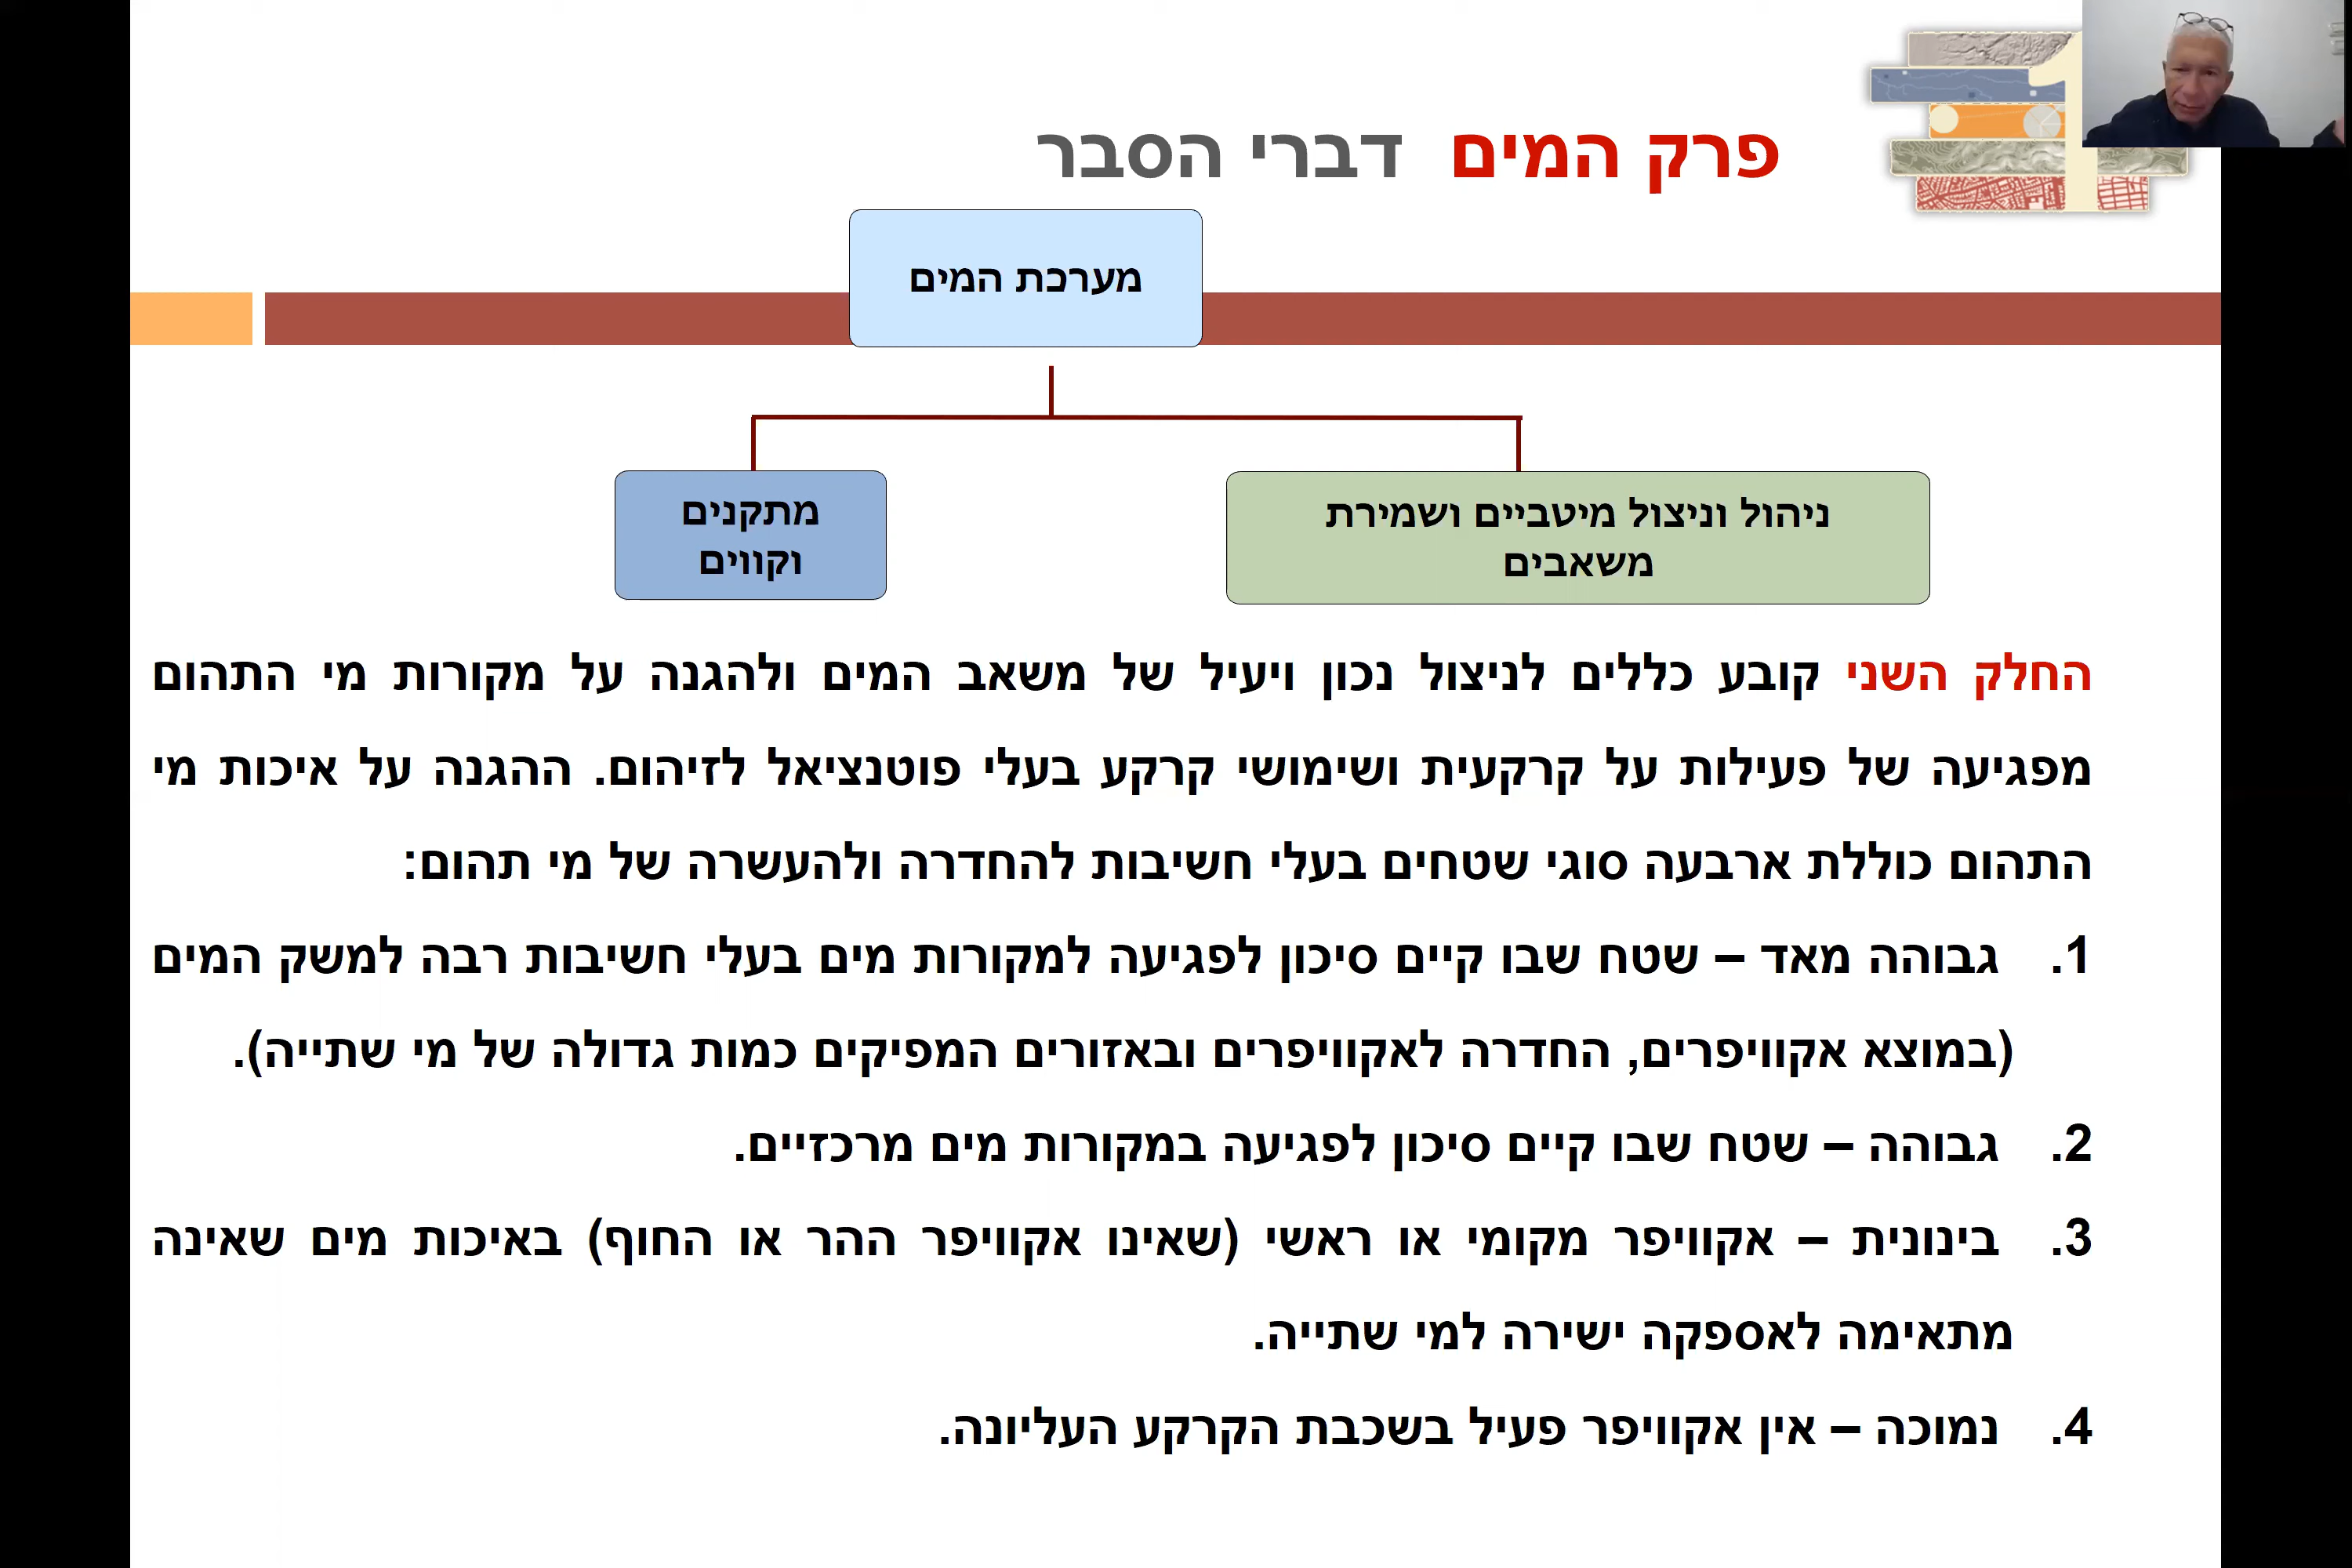 פרק המים דברי הסבר
מערכת המים
ניהול וניצול מיטביים ושמירת
משאבים
מתקנים
וקווים
החלק השני קובע כללים לניצול נכון ויעיל של משאב המים ולהגנה על מקורות מי התהום
מפגיעה של פעילות על קרקעית ושימושי קרקע בעלי פוטנציאל לזיהום. ההגנה על איכות מי
התהום כוללת ארבעה סוגי שטחים בעלי חשיבות להחדרה ולהעשרה של מי תהום:
1. גבוהה מאד – שטח שבו קיים סיכון לפגיעה למקורות מים בעלי חשיבות רבה למשק המים
(במוצא אקוויפרים, החדרה לאקוויפרים ובאזורים המפיקים כמות גדולה של מי שתייה).
2. גבוהה – שטח שבו קיים סיכון לפגיעה במקורות מים מרכזיים.
3. בינונית – אקוויפר מקומי או ראשי (שאינו אקוויפר ההר או החוף) באיכות מים שאינה
מתאימה לאספקה ישירה למי שתייה.
4. נמוכה – אין אקוויפר פעיל בשכבת הקרקע העליונה.